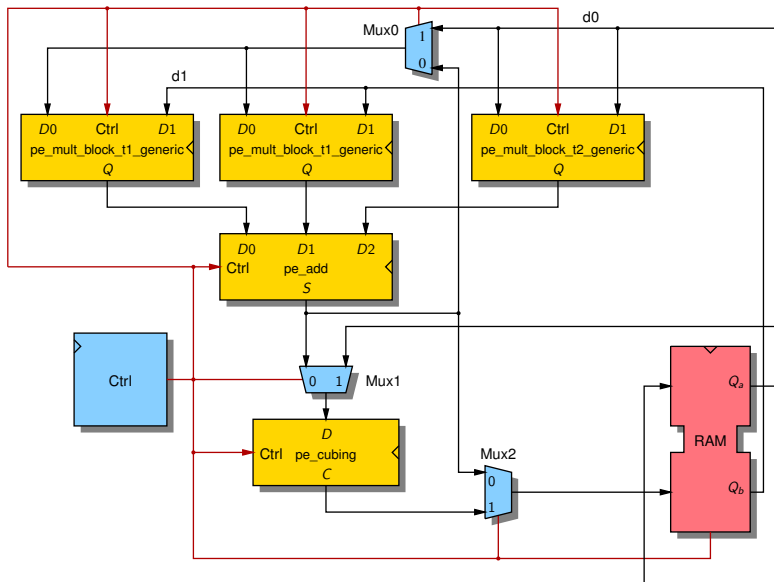 d0
Mux0
1
0
d1
D0 Ctrl D1
pe_mult_block_t1_generic
Q
D0 Ctrl D1
pe_mult_block_t1_generic
Q
D0 Ctrl D1
pe_mult_block_t2_generic
Q
D0 D1 D2
Ctrl pe_add
S
Ctrl
0 1
Mux1
D
Ctrl pe_cubing
C
Mux2
0
1
Qa
RAM
Qb